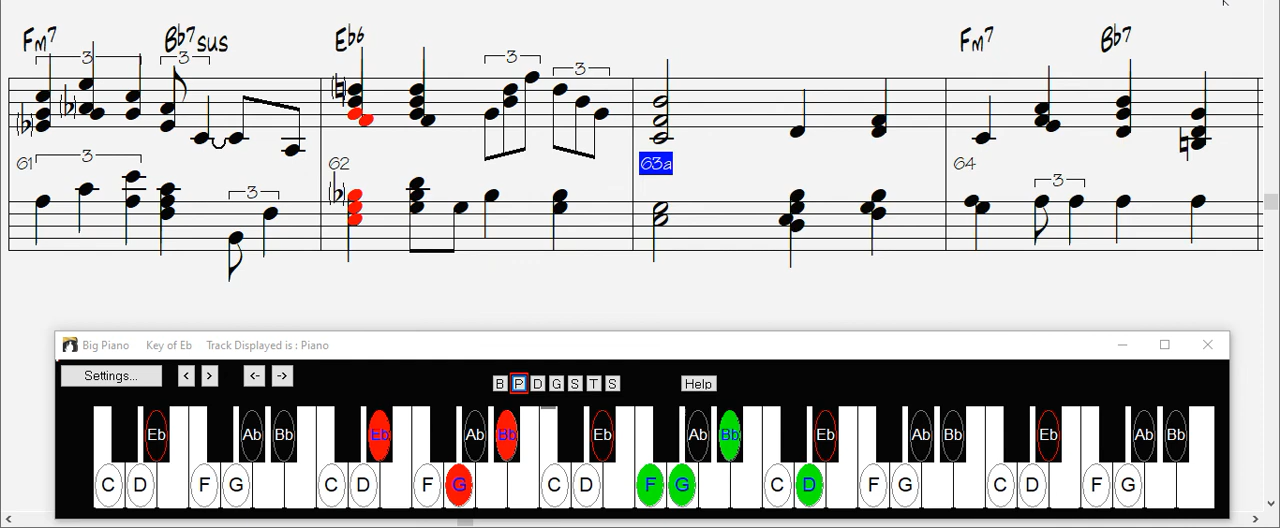 Fm7 Bb7sus Eb6 Fm7 Bb7
3 3 3 3
61 3 62 63a 64
3 3
Big Piano Key of Eb Track Displayed is : Piano
Settings... < > <- -> B P D G S T S Help
Eb Ab Bb Eb Ab Bb Eb Ab Bb Eb Ab Bb Eb Ab Bb
C D F G C D F G C D F G C D F G C D F G